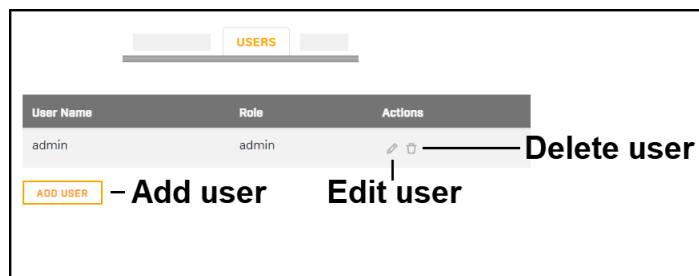 USERS
User Name Role Actions
admin admin
Delete user
ADD USER Add user Edit user